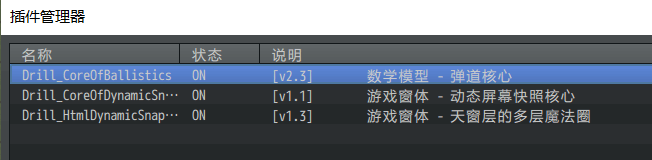 插件管理器
名称 状态 说明
Drill_CoreOfBallistics ON [v2.3] 数学模型 - 弹道核心
Drill_CoreOfDynamicSn… ON [v1.1] 游戏窗体 - 动态屏幕快照核心
Drill_HtmlDynamicSnap… ON [v1.3] 游戏窗体 - 天窗层的多层魔法圈